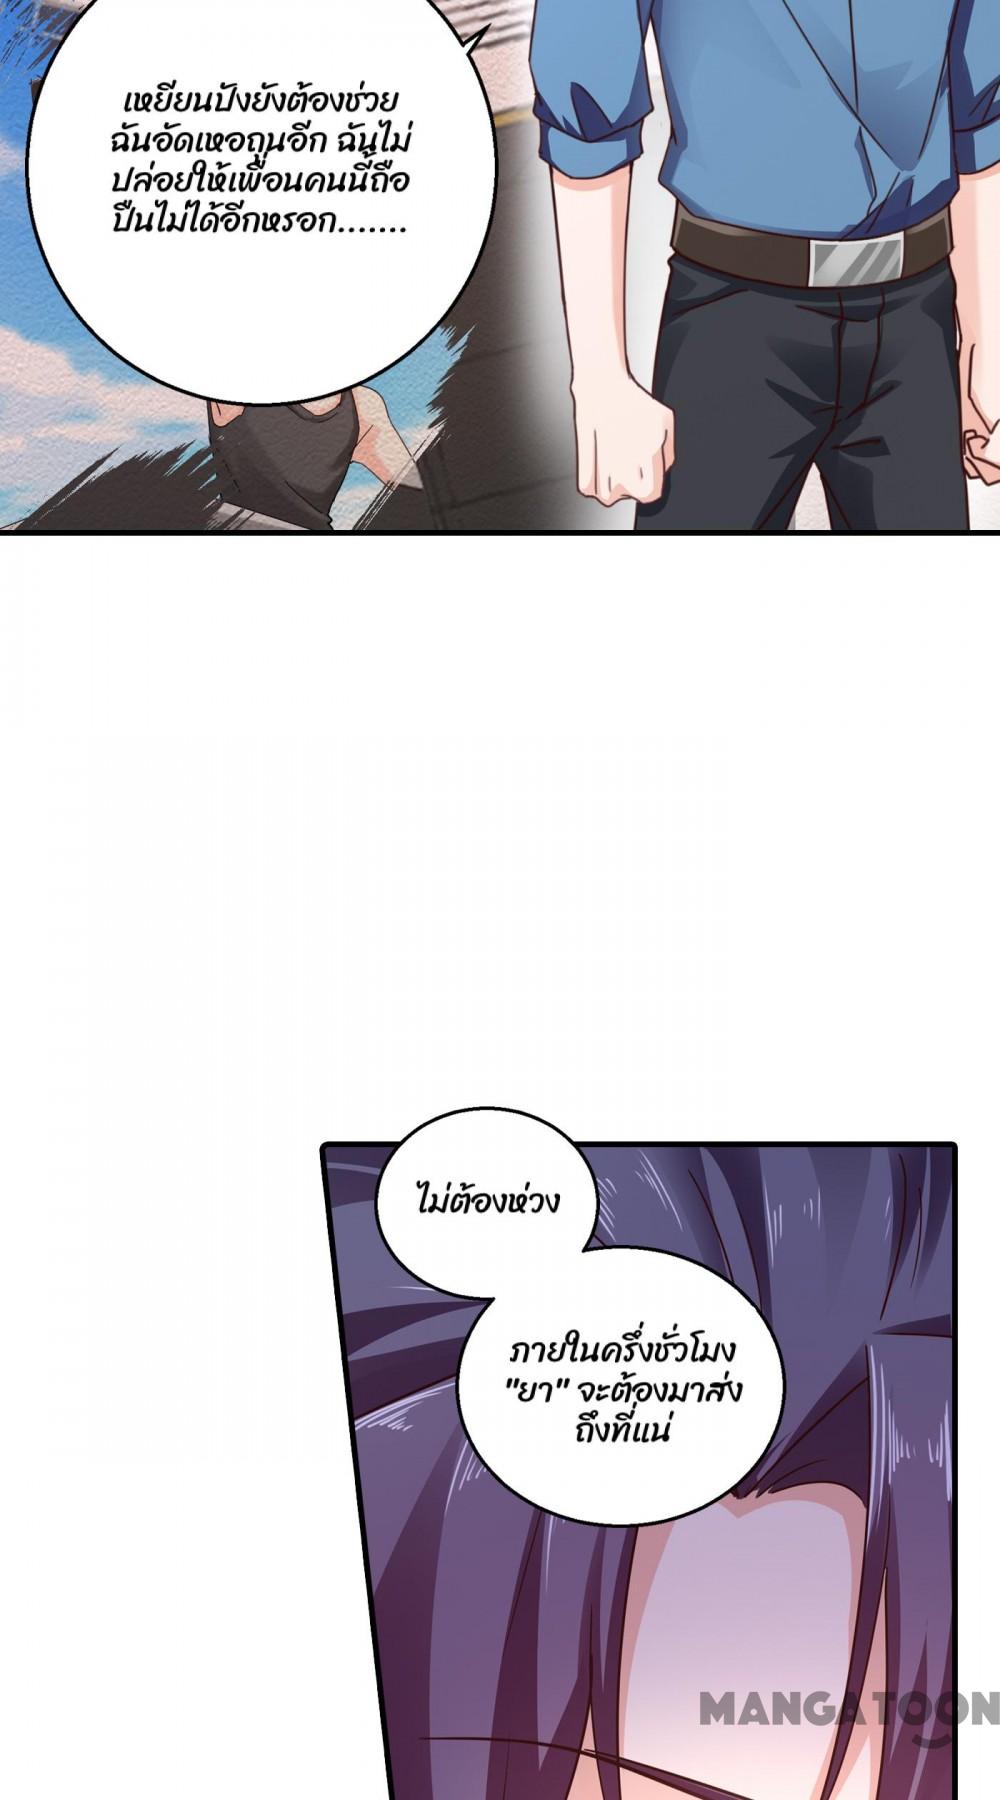 เหยียนปังยังต้องช่วย
ฉันอัดเหอถูนอีก ฉันไม่
ปล่อยให้เพื่อนคนนี้ถือ
ปืนไม่ได้อีกหรอก.......
ไม่ต้องห่วง
ภายในครึ่งชั่วโมง
"ยา" จะต้องมาส่ง
ถึงที่แน่
MANGATOON